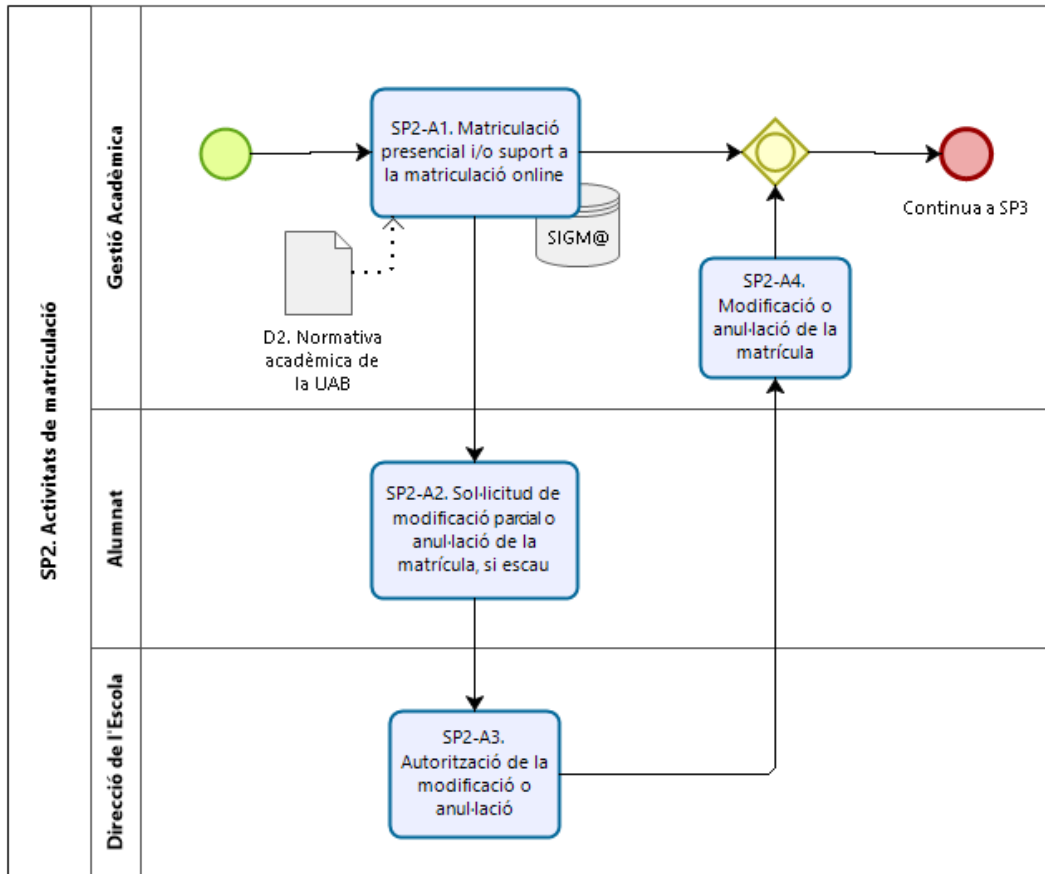 SP2. Activitats de matriculació
Gestió Acadèmica
SP2-A1. Matriculació
presencial i/o suport a
la matriculació online
SIGM@
D2. Normativa
acadèmica de
la UAB
Continua a SP3
SP2-A4.
Modificació o
anul·lació de la
matrícula
Alumnat
SP2-A2. Sol·licitud de
modificació parcial o
anul·lació de la
matrícula, si escau
Direcció de l'Escola
SP2-A3.
Autorització de la
modificació o
anul·lació